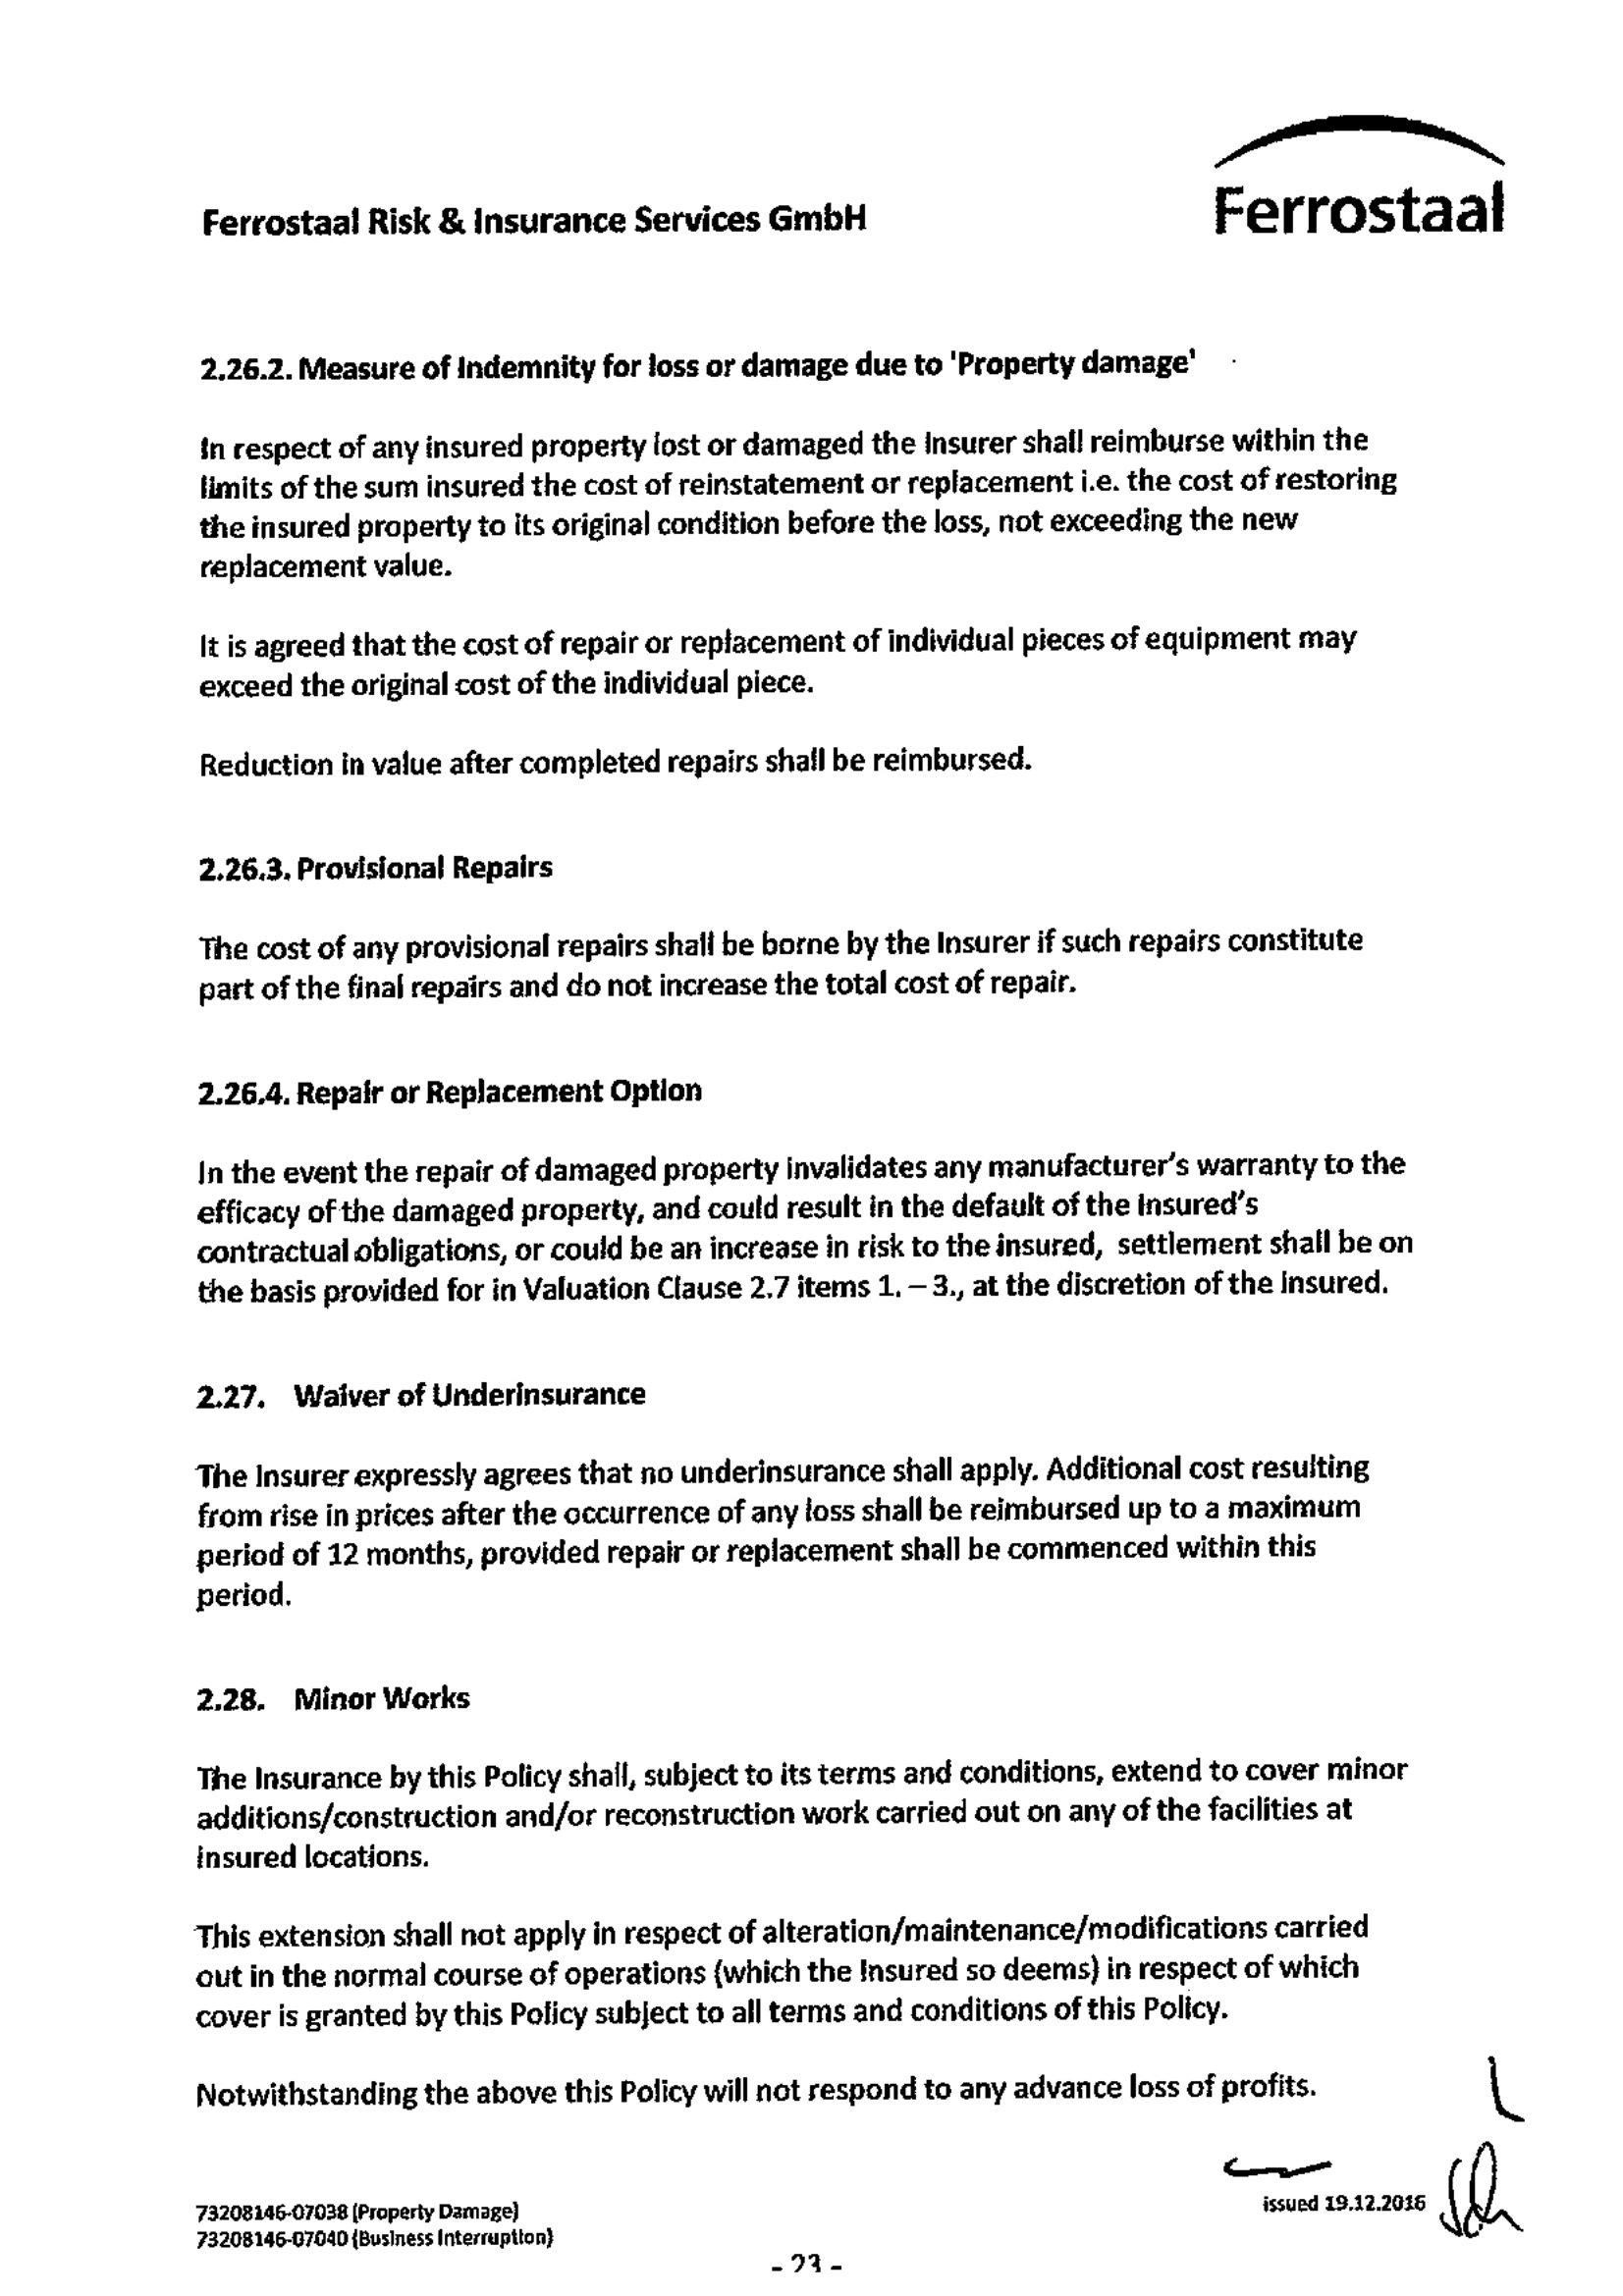 Ferrostaal
Ferrostaal Risk & Insurance Services GmbH
2.26.2. Measure of Indemnity for loss or damage due to 'Property damage'
In respect of any insured property lost or damaged the Insurer shall reimburse within the
limits of the sum insured the cost of reinstatement or replacement i.e. the cost of restoring
the insured property to its original condition before the loss, not exceeding the new
replacement value.
It is agreed that the cost of repair or replacement of individual pieces of equipment may
exceed the original cost of the individual piece.
Reduction in value after completed repairs shall be reimbursed.
2.26.3. Provisional Repairs
The cost of any provisional repairs shall be borne by the Insurer if such repairs constitute
part of the final repairs and do not increase the total cost of repair.
2.26.4. Repair or Replacement Option
In the event the repair of damaged property invalidates any manufacturer's warranty to the
efficacy of the damaged property, and could result in the default of the Insured's
contractual obligations, or could be an increase in risk to the insured, settlement shall be on
the basis provided for in Valuation Clause 2.7 items 1. – 3., at the discretion of the Insured.
2.27. Waiver of Underinsurance
The Insurer expressly agrees that no underinsurance shall apply. Additional cost resulting
from rise in prices after the occurrence of any loss shall be reimbursed up to a maximum
period of 12 months, provided repair or replacement shall be commenced within this
period.
2.28. Minor Works
The Insurance by this Policy shall, subject to its terms and conditions, extend to cover minor
additions/construction and/or reconstruction work carried out on any of the facilities at
insured locations.
This extension shall not apply in respect of alteration/maintenance/modifications carried
out in the normal course of operations (which the Insured so deems) in respect of which
cover is granted by this Policy subject to all terms and conditions of this Policy.
Notwithstanding the above this Policy will not respond to any advance loss of profits.
issued 19.12.2016
73208146-07038 (Property Damage)
73208146-07040 (Business Interruption)
- 23 -